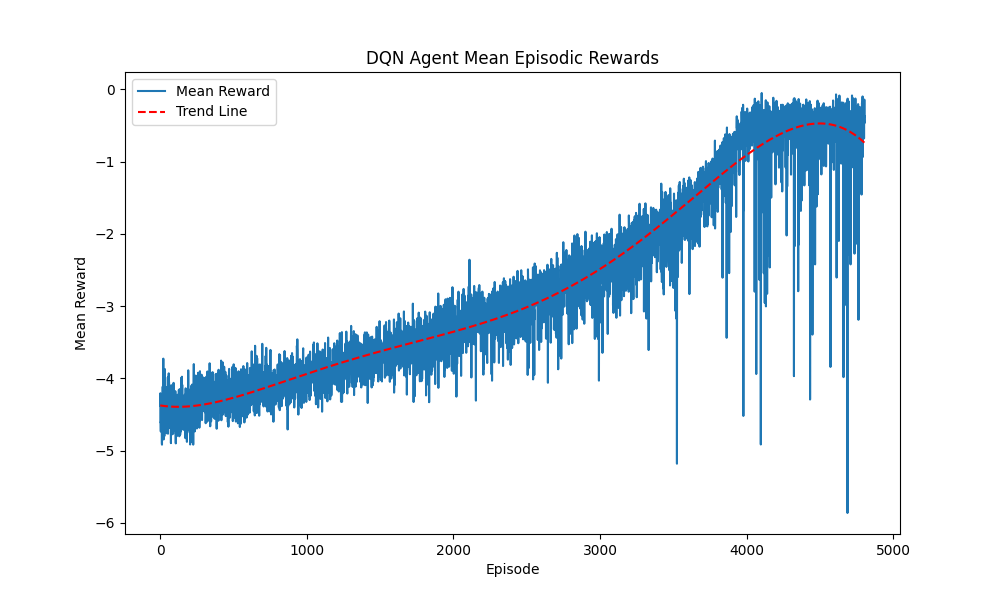 DQN Agent Mean Episodic Rewards
Mean Reward
Trend Line
0
−1
−2
−3
−4
−5
−6
Mean Reward
0 1000 2000 3000 4000 5000
Episode